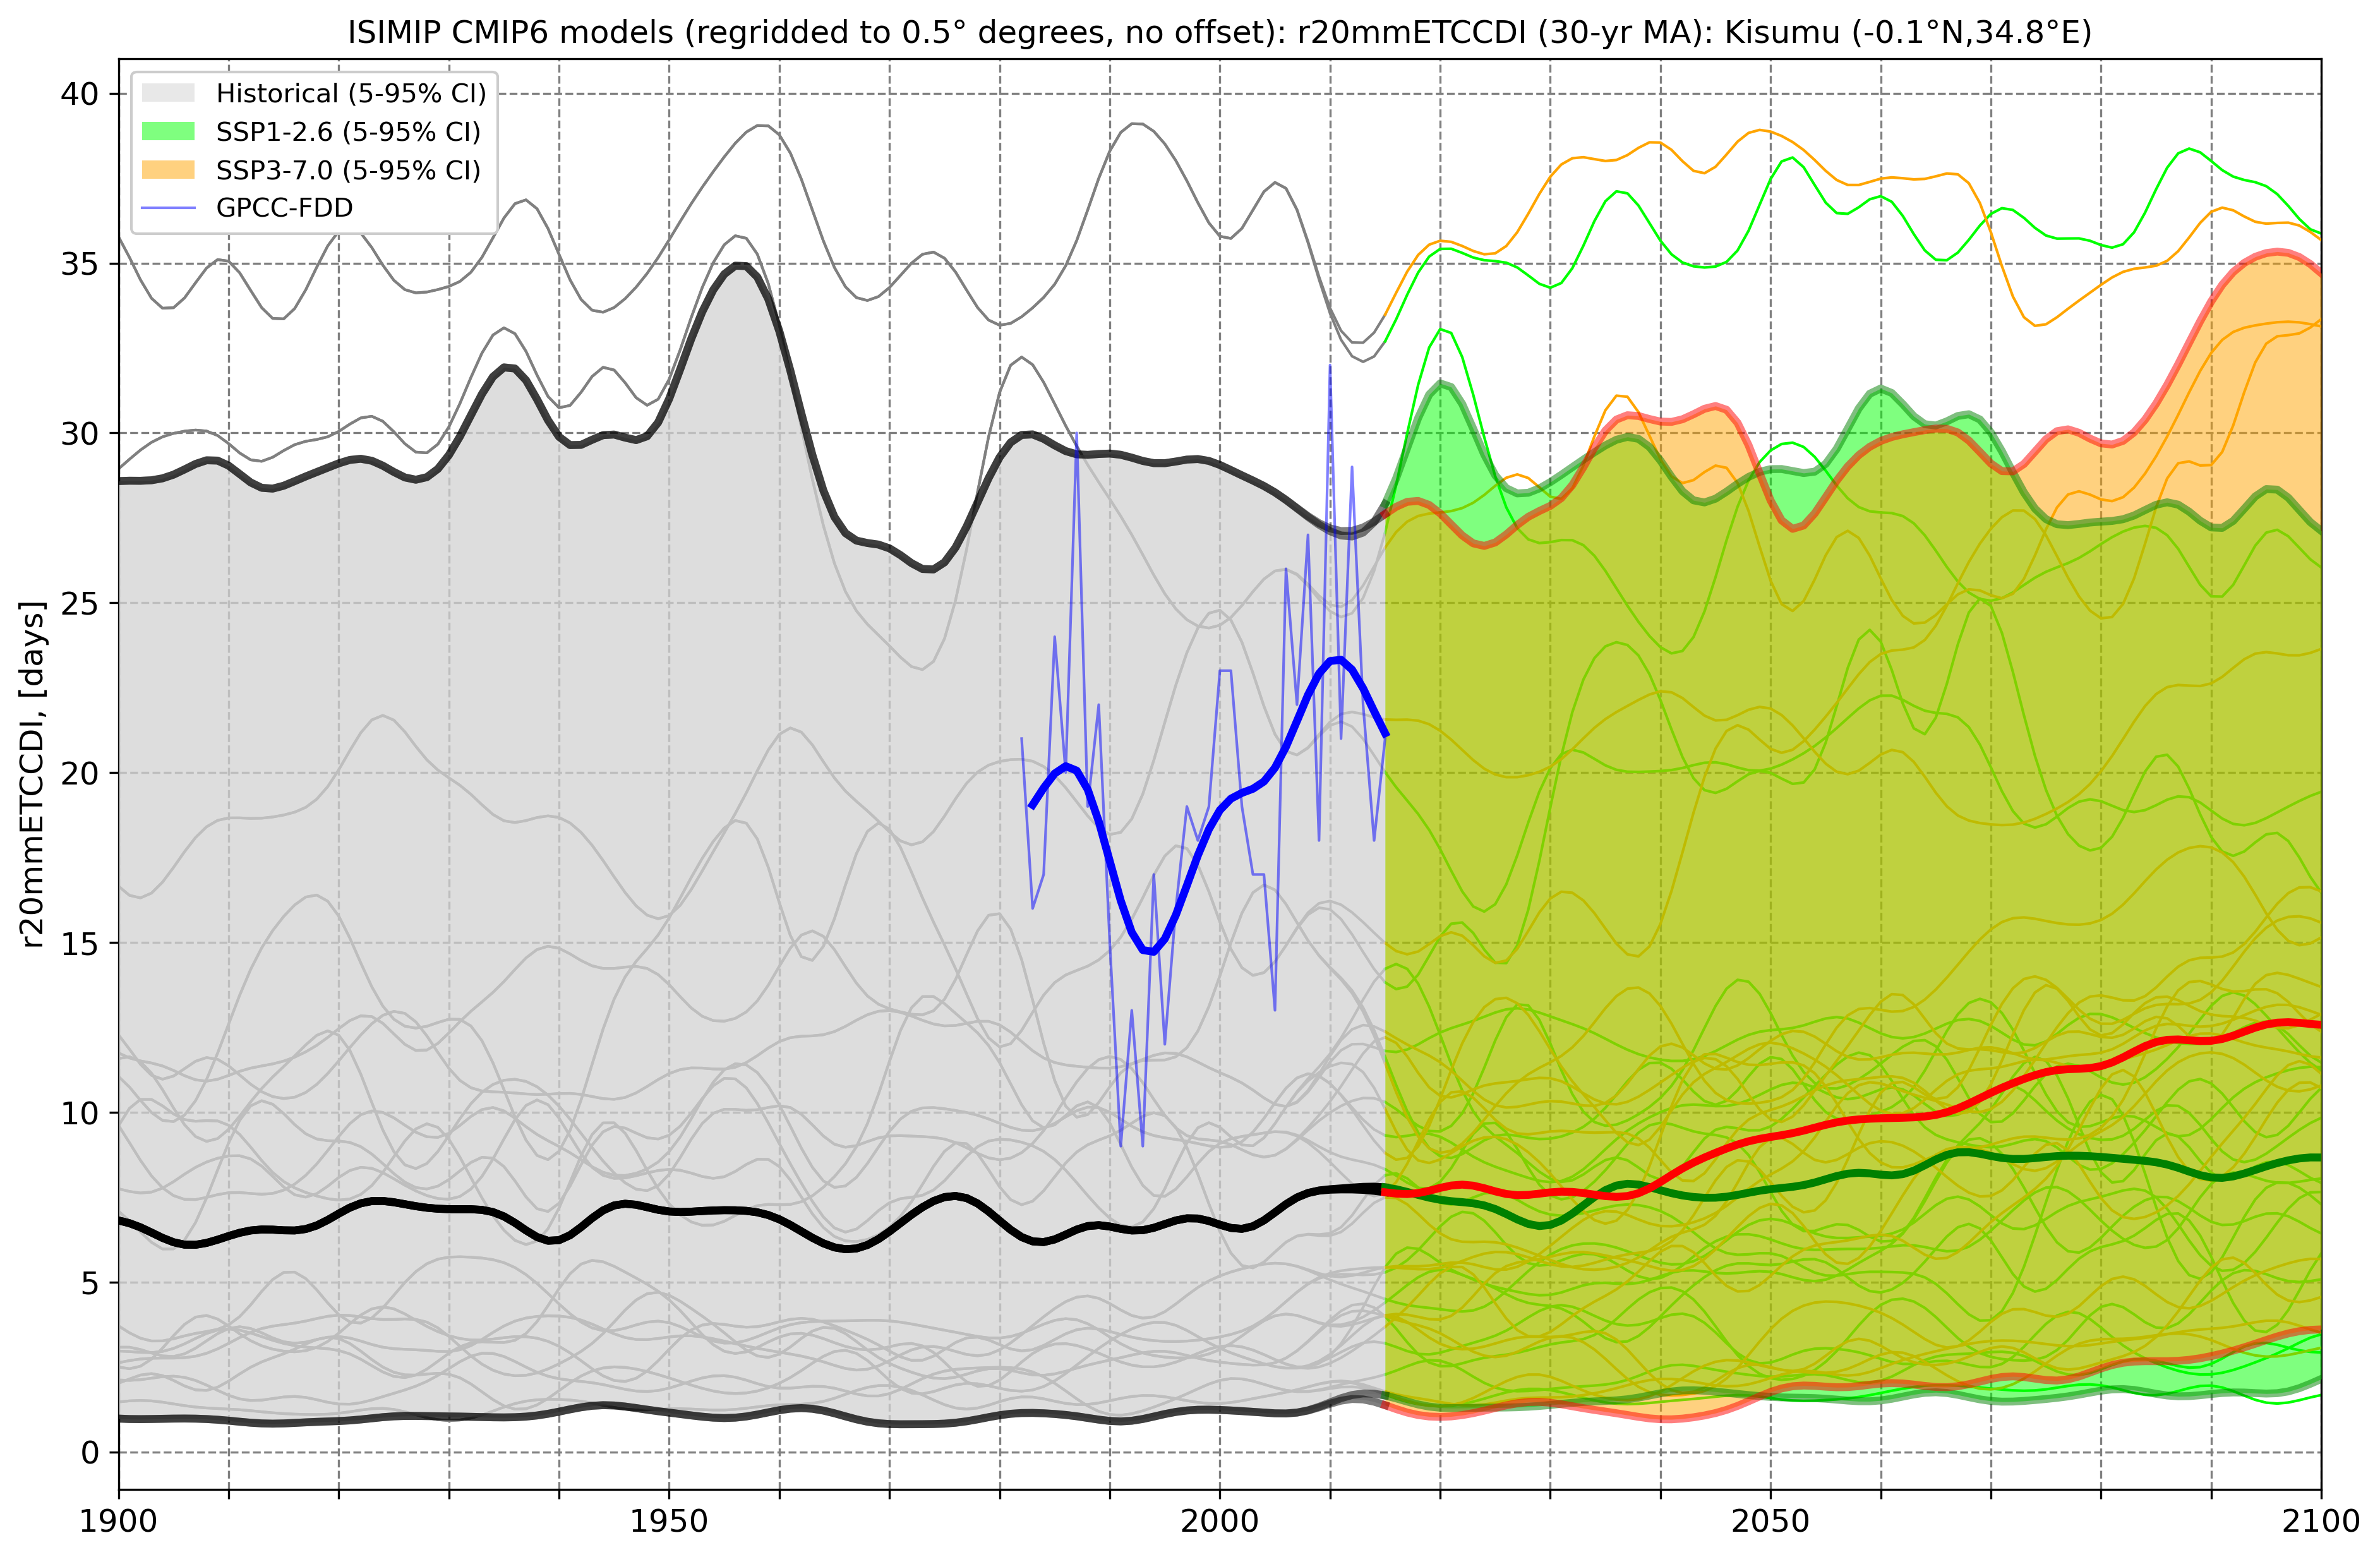 ISIMIP CMIP6 models (regridded to 0.5° degrees, no offset): r20mmETCCDI (30-yr MA): Kisumu (-0.1°N,34.8°E)
Historical (5-95% CI)
SSP1-2.6 (5-95% CI)
SSP3-7.0 (5-95% CI)
GPCC-FDD
r20mmETCCDI, [days]
40
35
30
25
20
15
10
5
0
1900
1950
2000
2050
2100